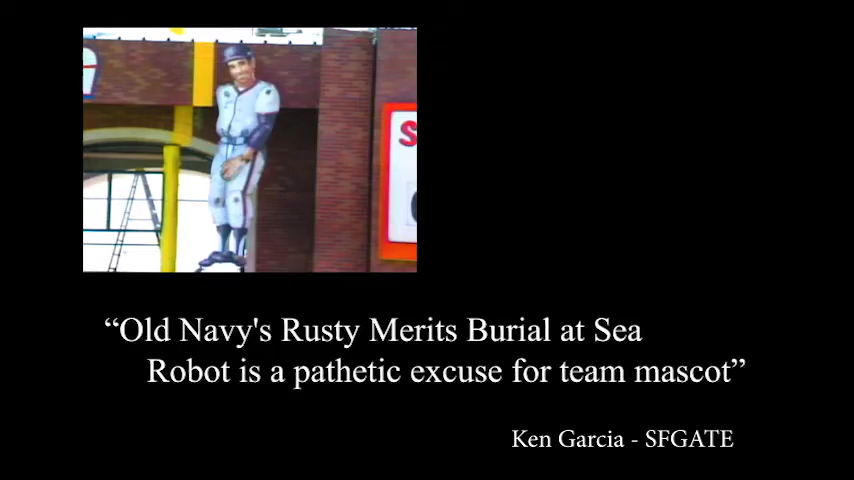 S
“Old Navy's Rusty Merits Burial at Sea
Robot is a pathetic excuse for team mascot”
Ken Garcia - SFGATE